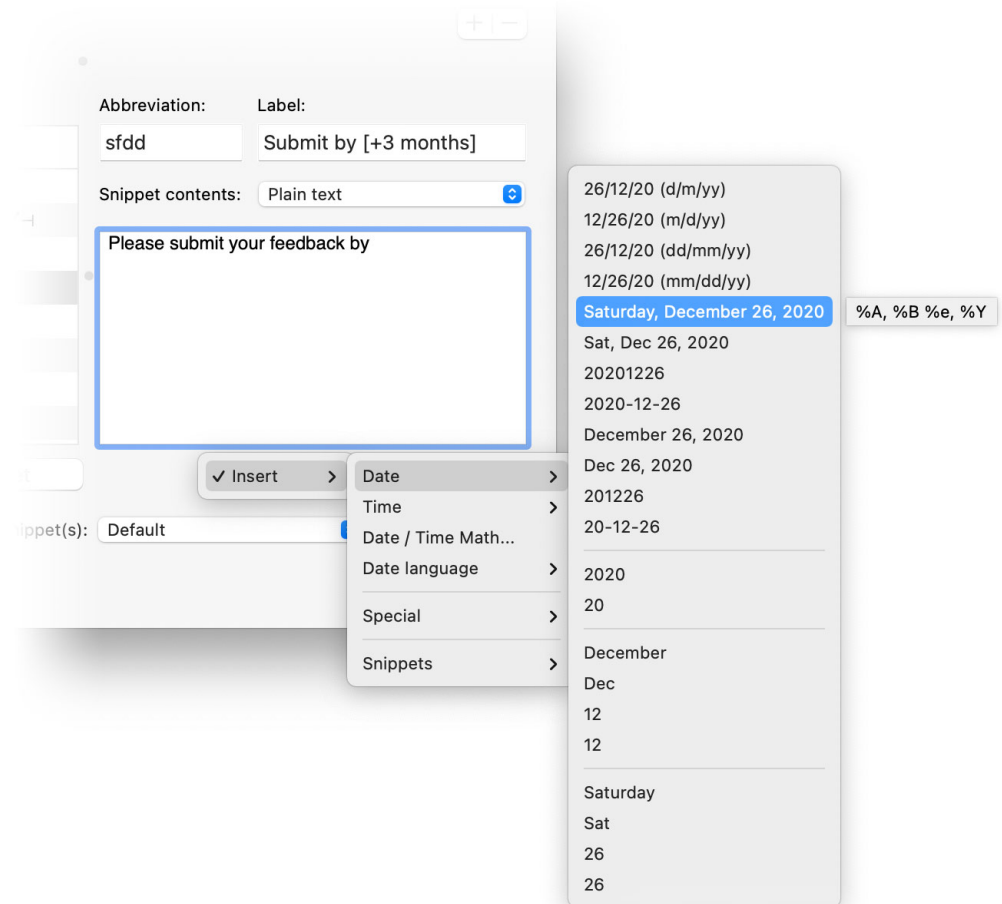 Abbreviation:
Label:
sfdd
Submit by [+3 months]
Snippet contents:
Plain text
Please submit your feedback by
Insert
ippet(s):
Default
Date
Time
Date / Time Math...
Date language
Special
Snippets
26/12/20 (d/m/yy)
12/26/20 (m/d/yy)
26/12/20 (dd/mm/yy)
12/26/20 (mm/dd/yy)
Saturday, December 26, 2020
%A, %B %e, %Y
Sat, Dec 26, 2020
20201226
2020-12-26
December 26, 2020
Dec 26, 2020
201226
20-12-26
2020
20
December
Dec
12
12
Saturday
Sat
26
26